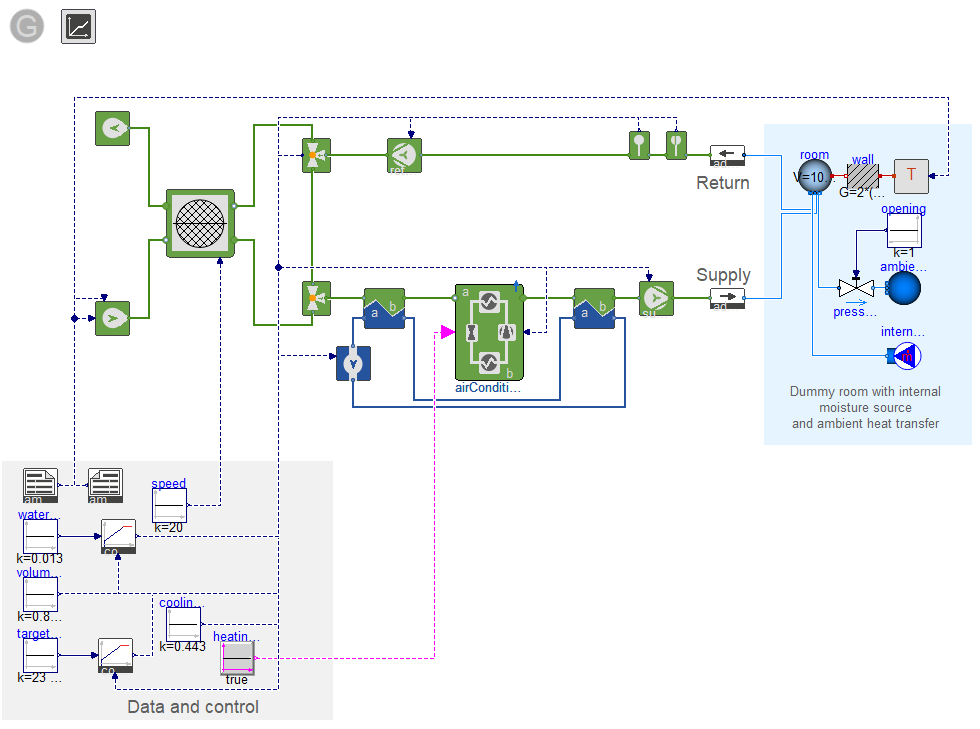 G
ret
ad
Return
room
V=10...
wall
G=2*(...
T
opening
k=1
ambie...
press...
intern...
m
Dummy room with internal
moisture source
and ambient heat transfer
Supply
ad
a
b
a
b
airConditi...
a
b
su
am
am
speed
k=20
water...
k=0.013
co
volum...
k=0.8...
coolin...
k=0.443
target...
k=23 ...
co
heatin...
true
Data and control